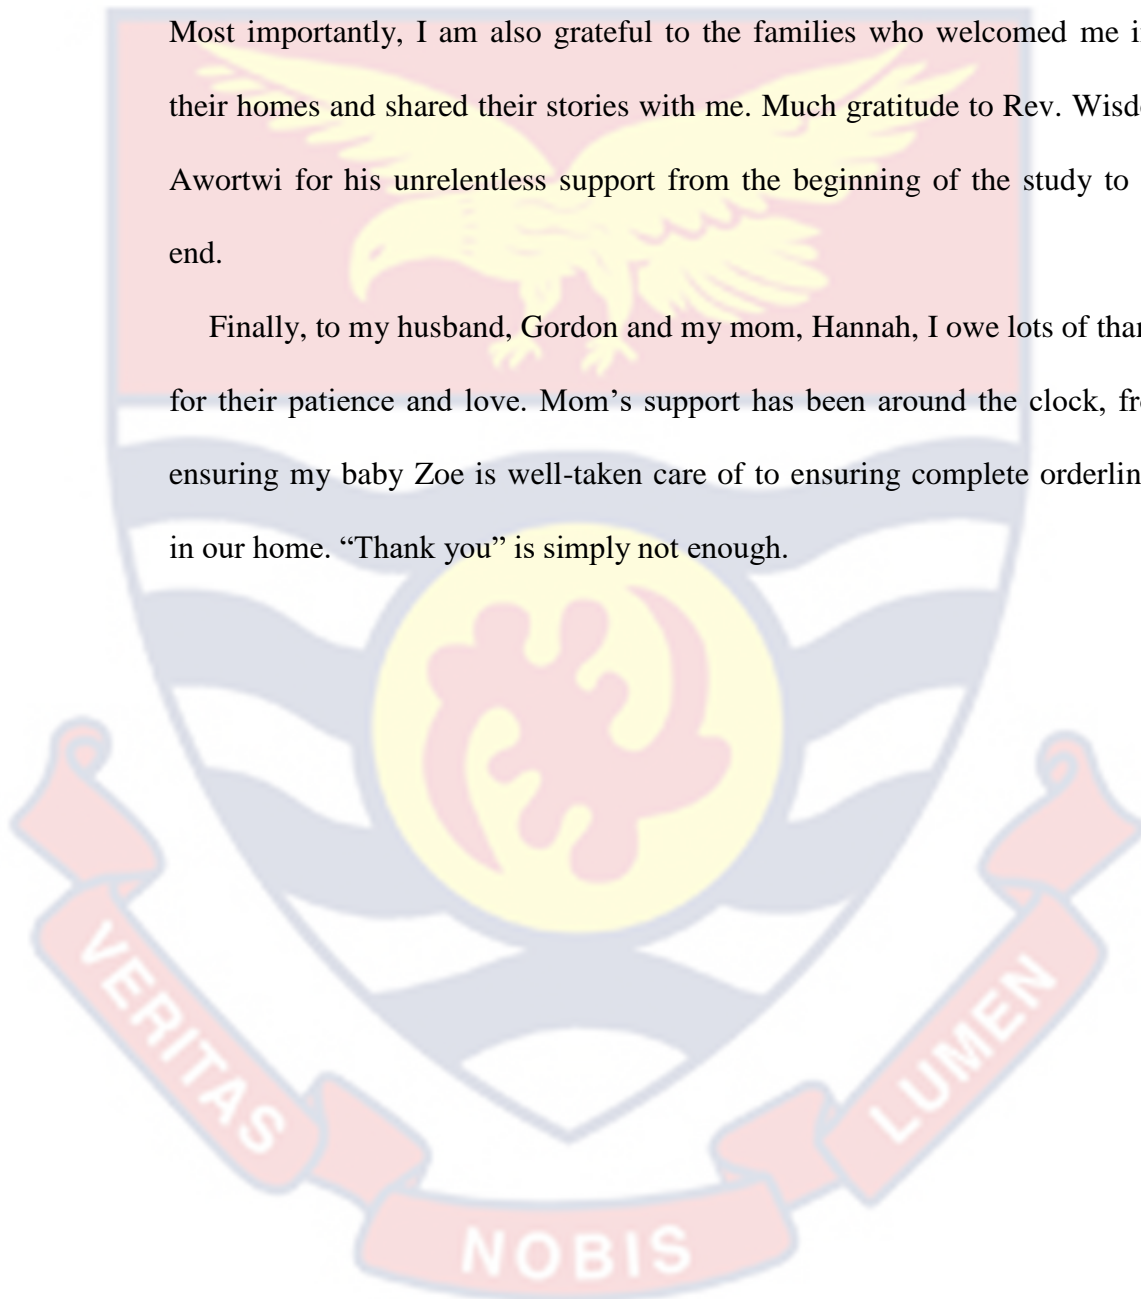 Most importantly, I am also grateful to the families who welcomed me i
their homes and shared their stories with me. Much gratitude to Rev. Wisd
Awortwi for his unrelentless support from the beginning of the study to
end.
Finally, to my husband, Gordon and my mom, Hannah, I owe lots of than
for their patience and love. Mom’s support has been around the clock, fr
ensuring my baby Zoe is well-taken care of to ensuring complete orderlin
in our home. “Thank you” is simply not enough.
VERITAS
NOBIS
LUMEN